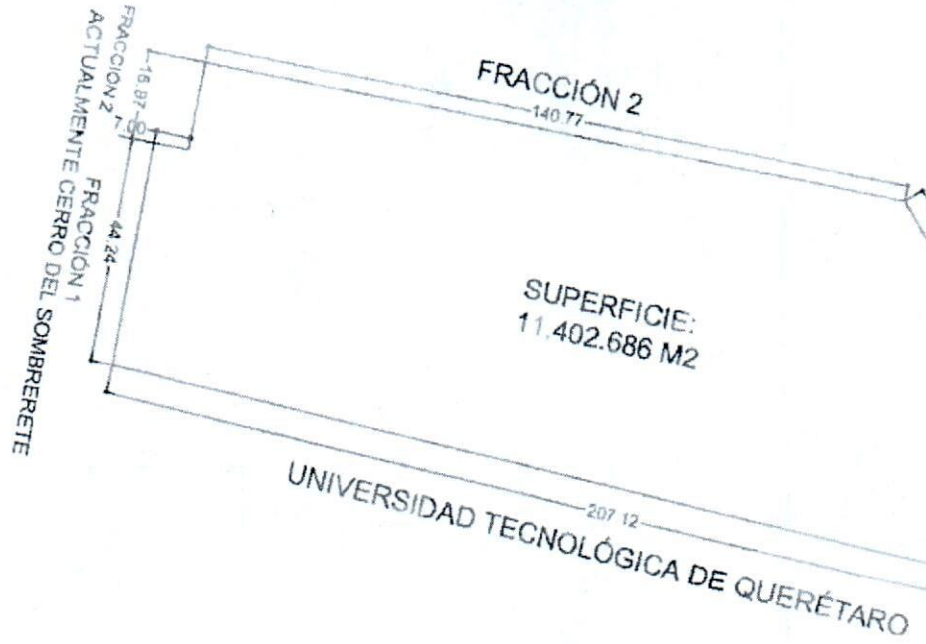 FRACCIÓN 2
140.77
FRACCIÓN 2
ACTUALMENTE CERRO DEL SOMBRERETE
16.87
7.00
FRACCIÓN 1
44.24
SUPERFICIE:
11.402.686 M2
207.12
UNIVERSIDAD TECNOLÓGICA DE QUERÉTARO